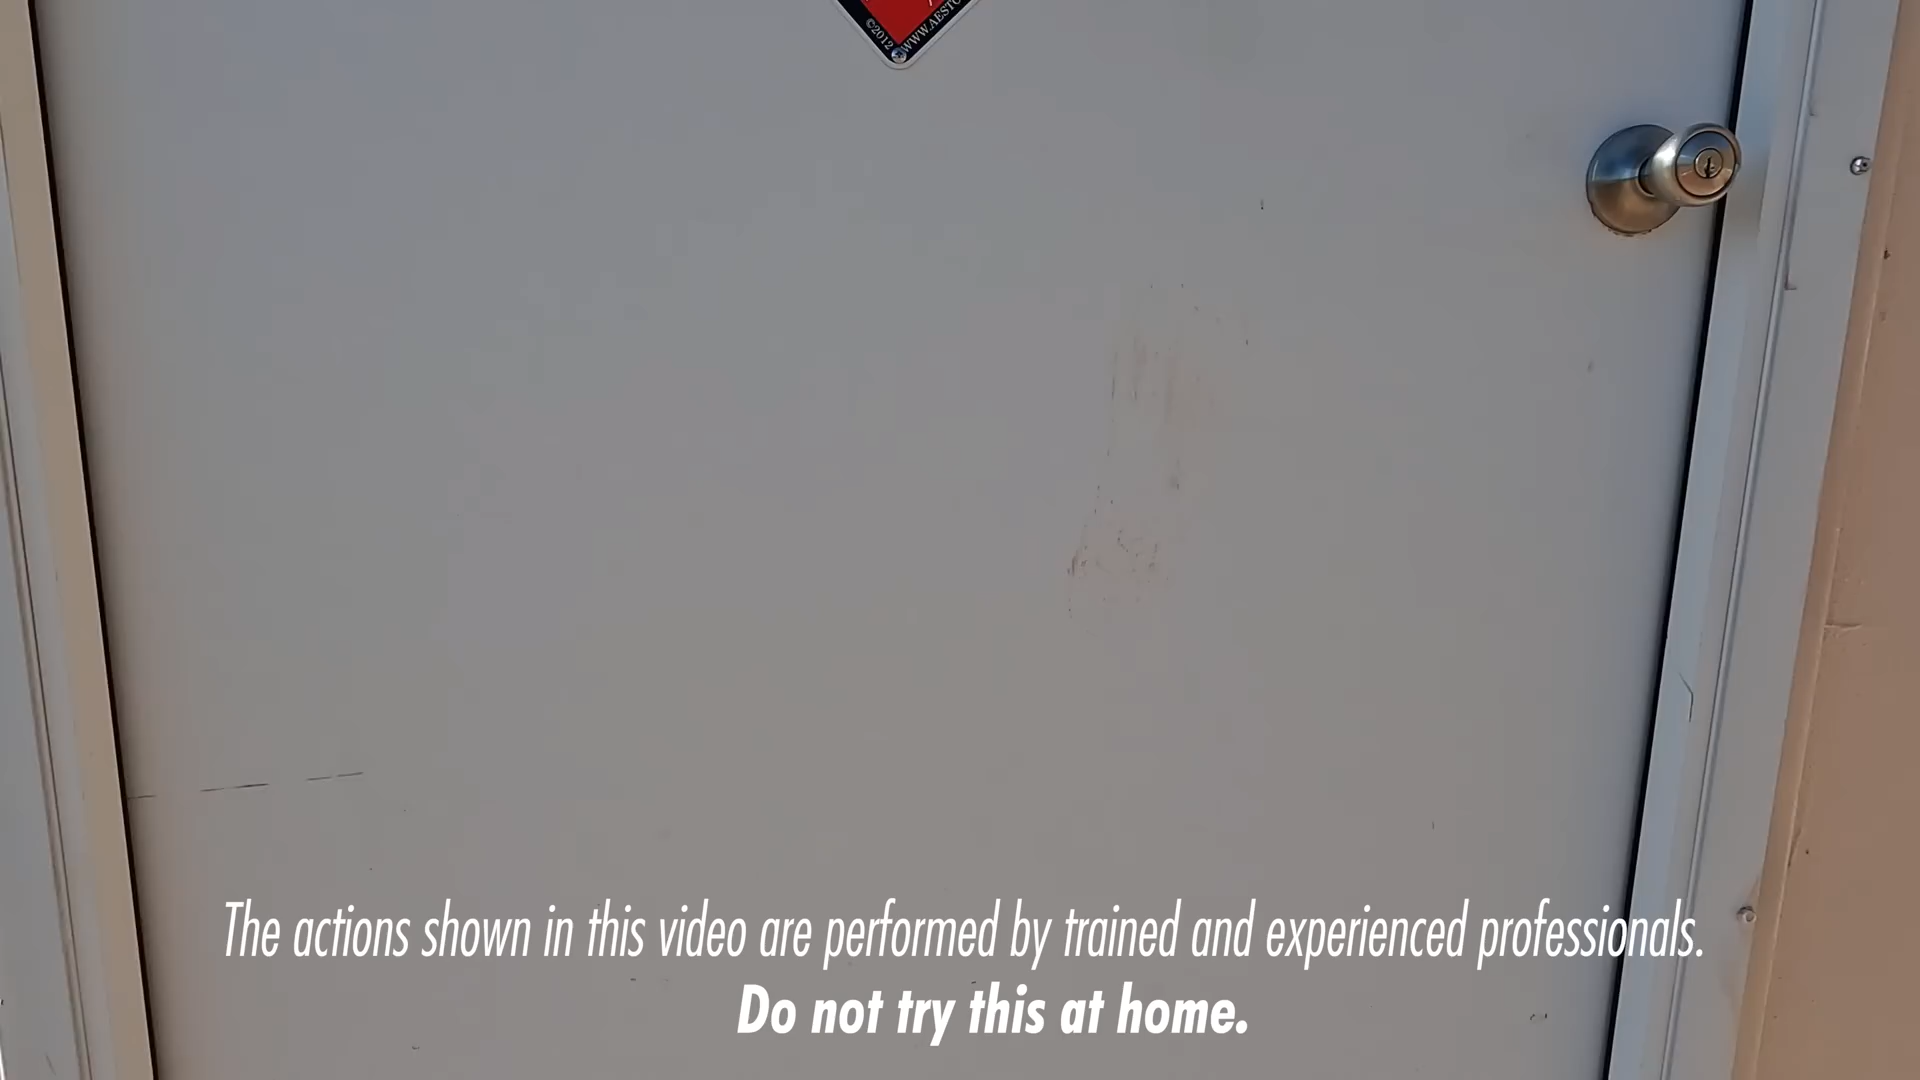 ©2012
The actions shown in this video are performed by trained and experienced professionals.
Do not try this at home.